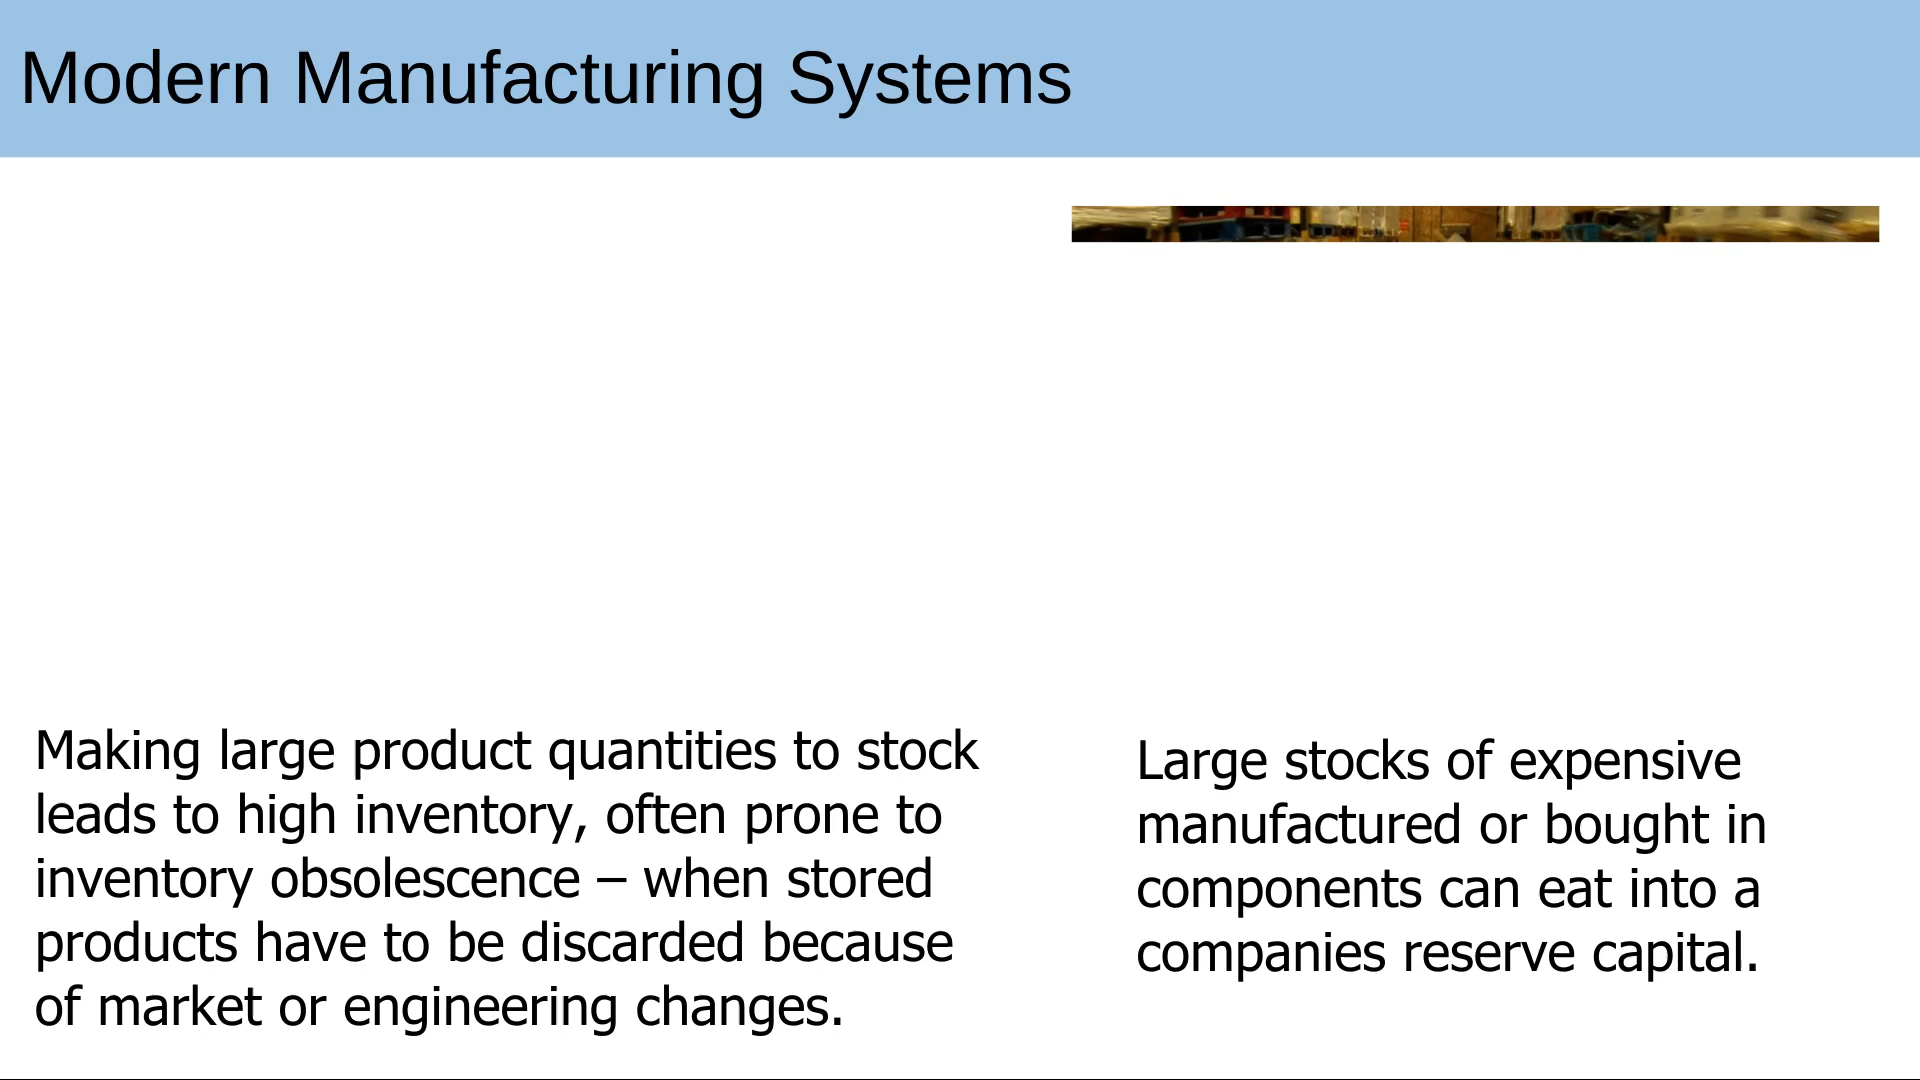 Modern Manufacturing Systems
Making large product quantities to stock
leads to high inventory, often prone to
inventory obsolescence – when stored
products have to be discarded because
of market or engineering changes.
Large stocks of expensive
manufactured or bought in
components can eat into a
companies reserve capital.